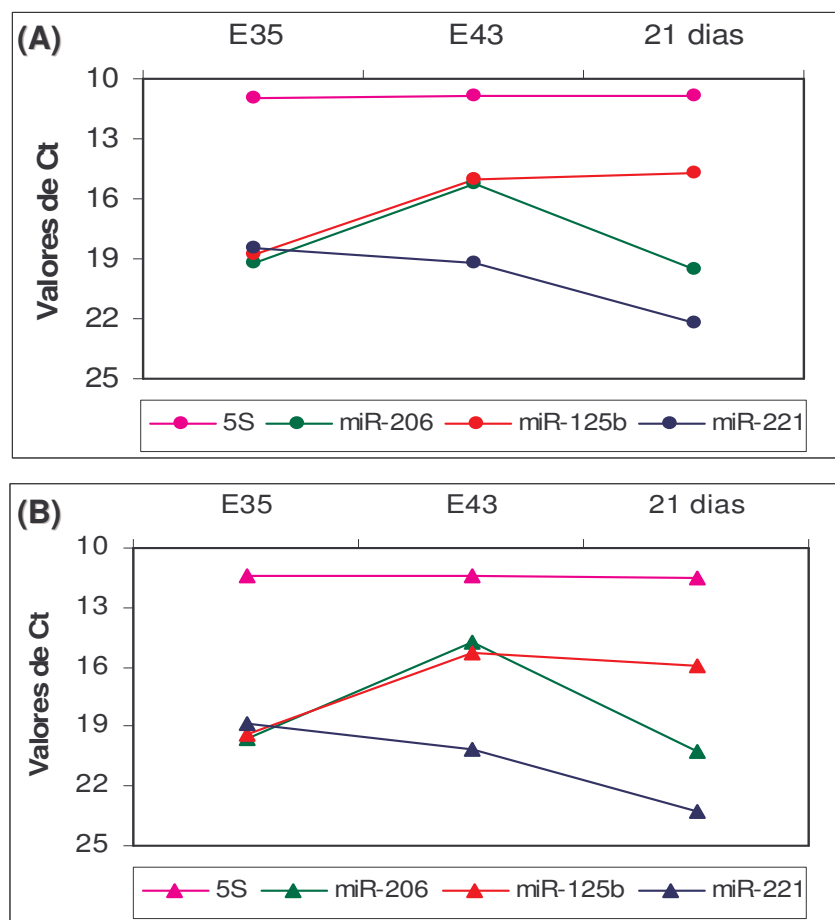 (A)
E35 E43 21 dias
Valores de Ct
10
13
16
19
22
25
5S miR-206 miR-125b miR-221
(B)
E35 E43 21 dias
Valores de Ct
10
13
16
19
22
25
5S miR-206 miR-125b miR-221